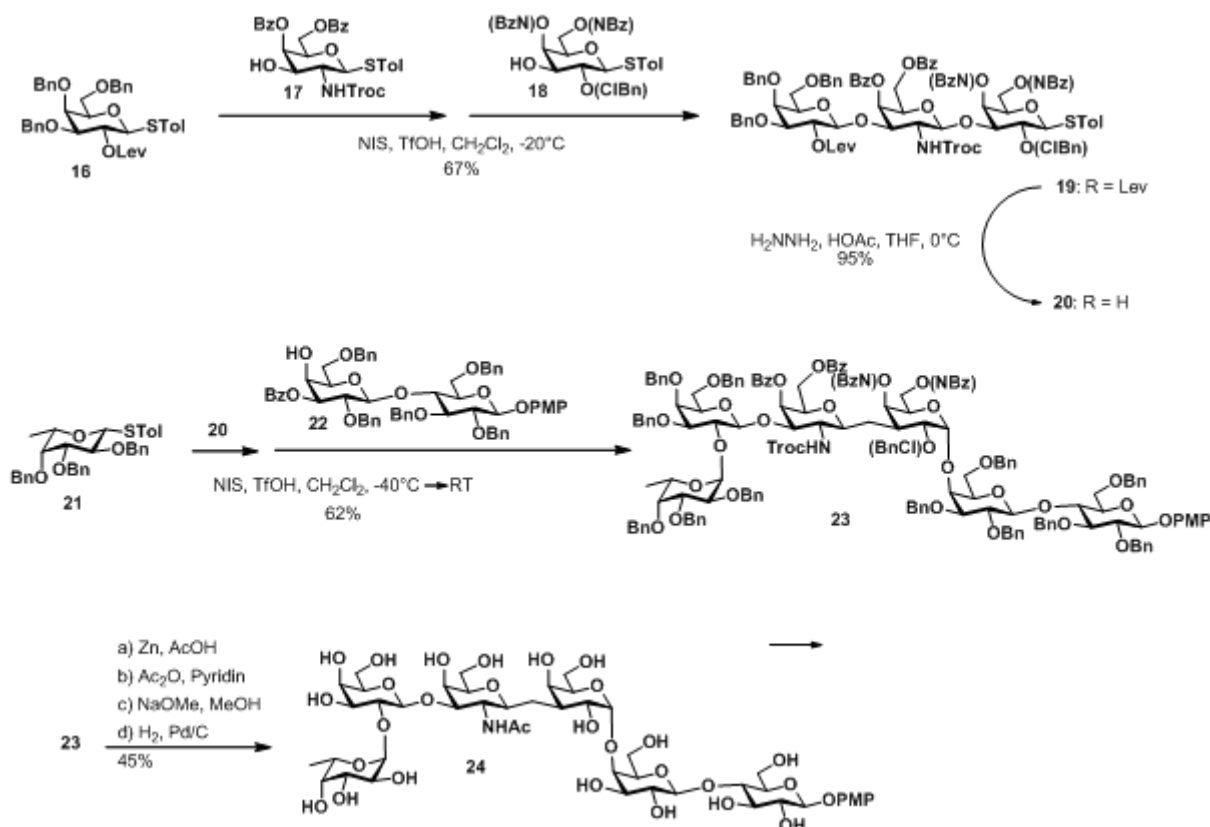 BzO OBz
O
HO STol
17 NHTroc
(BzN)O O(NBz)
O
HO STol
18 O(ClBn)
BnO OBn
O
BnO STol
OLev
16
NIS, TfOH, CH₂Cl₂, -20°C
67%
OBz
BnO OBn BzO (BzN)O O(NBz)
O O O
BnO O O STol
OLev NHTroc O(ClBn)
19: R = Lev
H₂NNH₂, HOAc, THF, 0°C
95%
20: R = H
HO OBn
O OBn
BzO O O
22 OBn BnO OPMP
OBn
O STol
OBn
BnO OBn
21
20
NIS, TfOH, CH₂Cl₂, -40°C → RT
62%
OBz
BnO OBn BzO (BzN)O O(NBz)
O O O
BnO O
O TrocHN (BnCl)O
O
O OBn
OBn O OBn
BnO OBn BnO O O
OBn BnO OPMP
OBn
23
a) Zn, AcOH
b) Ac₂O, Pyridin
c) NaOMe, MeOH
d) H₂, Pd/C
23
45%
HO OH HO OH HO OH
O O O
HO O
O NHAc HO
O
O OH
OH O OH
HO OH HO O O
OH HO OPMP
OH
24